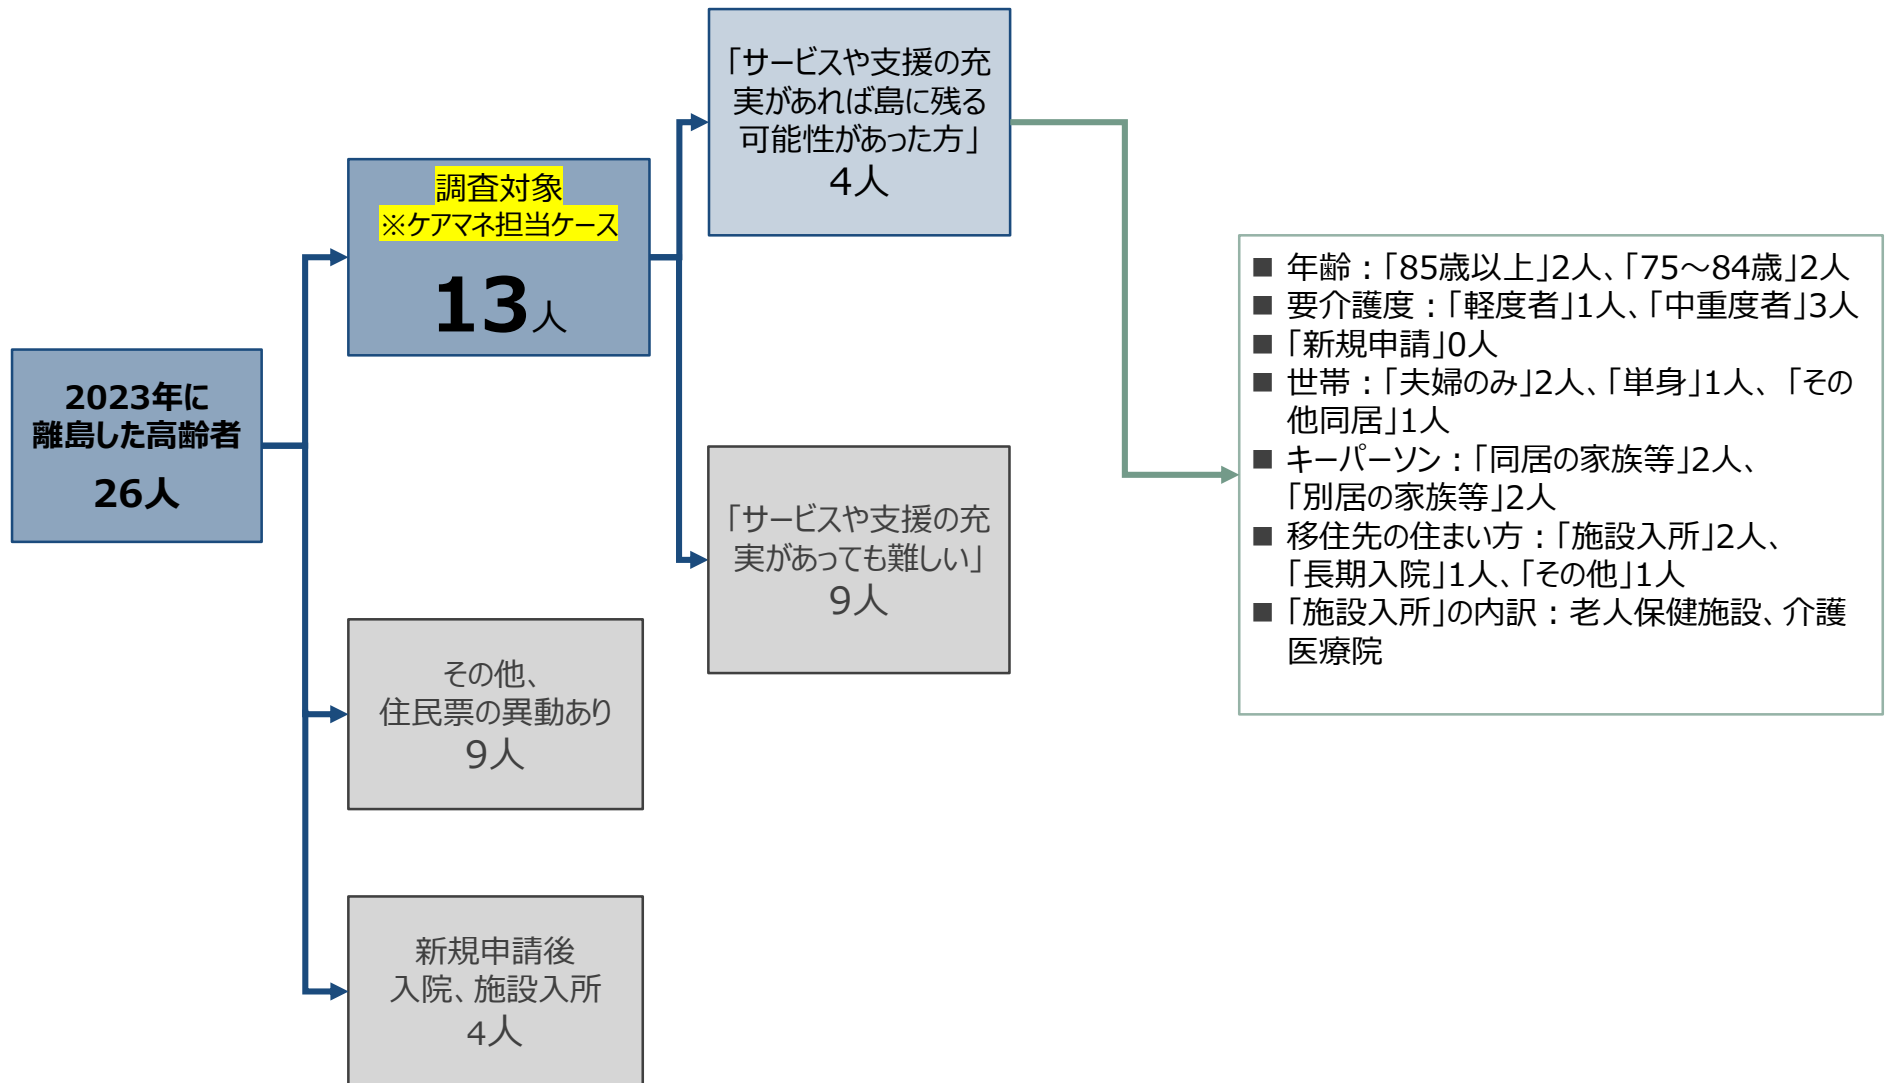 2023年に
離島した高齢者
26人
調査対象
※ケアマネ担当ケース
13人
その他、
住民票の異動あり
9人
新規申請後
入院、施設入所
4人
「サービスや支援の充
実があれば島に残る
可能性があった方」
4人
「サービスや支援の充
実があっても難しい」
9人
■ 年齢：「85歳以上」2人、「75～84歳」2人
■ 要介護度：「軽度者」1人、「中重度者」3人
■「新規申請」0人
■ 世帯：「夫婦のみ」2人、「単身」1人、「その
他同居」1人
■ キーパーソン：「同居の家族等」2人、
「別居の家族等」2人
■ 移住先の住まい方：「施設入所」2人、
「長期入院」1人、「その他」1人
■「施設入所」の内訳：老人保健施設、介護
医療院